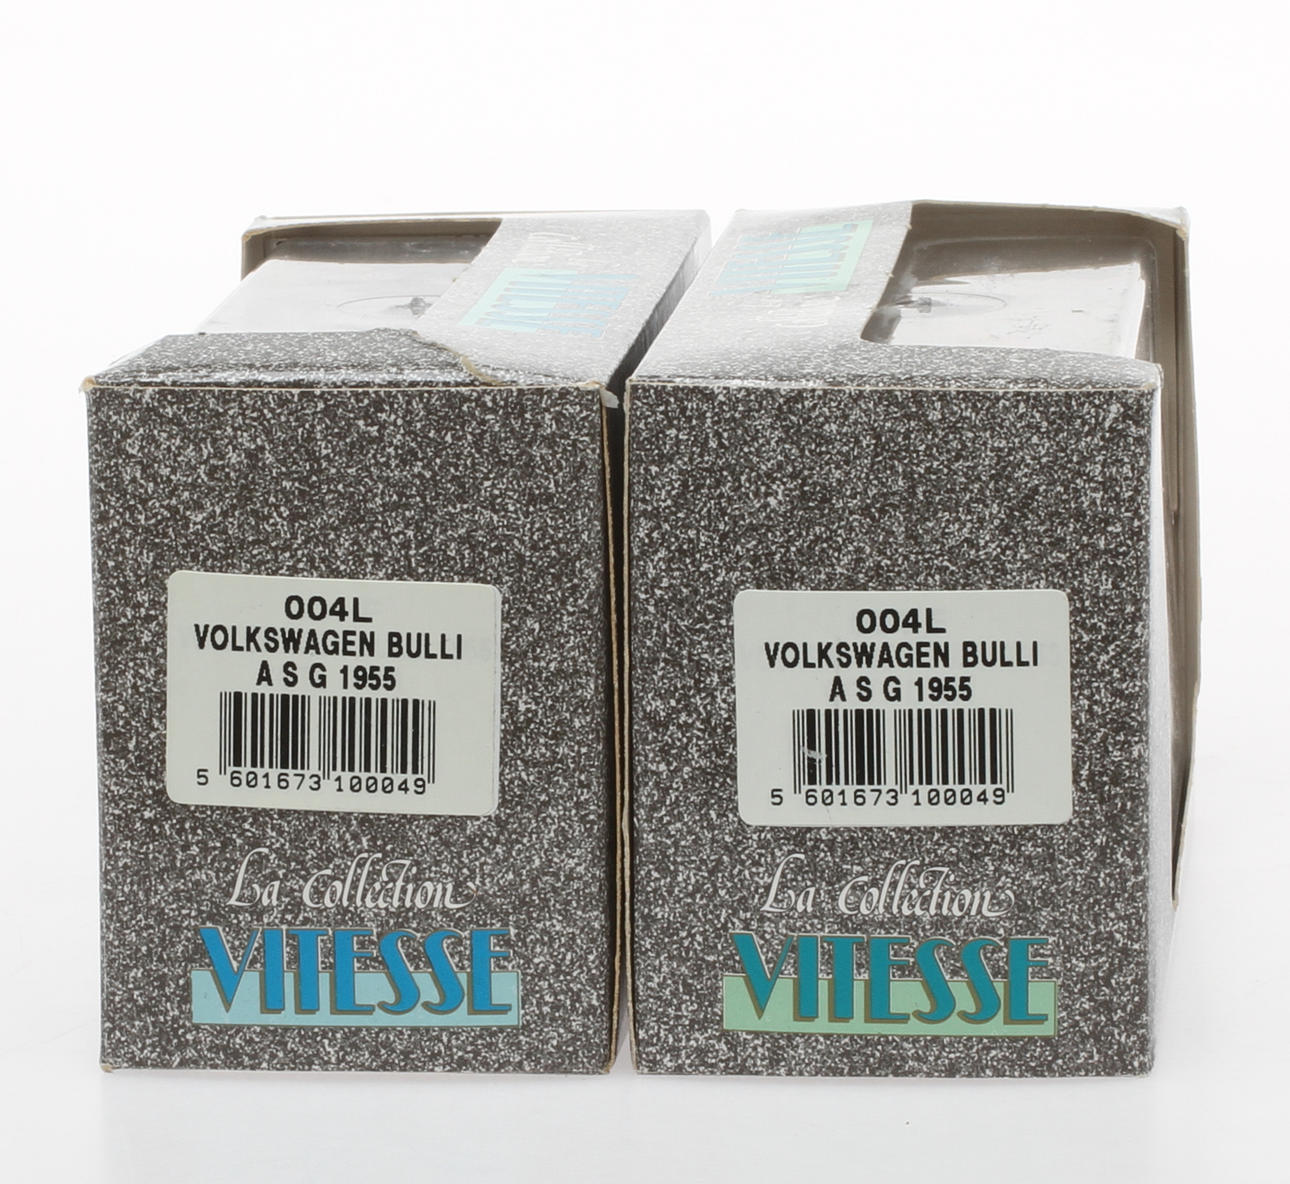 004L
VOLKSWAGEN BULLI
A S G 1955
5 601673 100049
La Collection
VITESSE
004L
VOLKSWAGEN BULLI
A S G 1955
5 601673 100049
La Collection
VITESSE